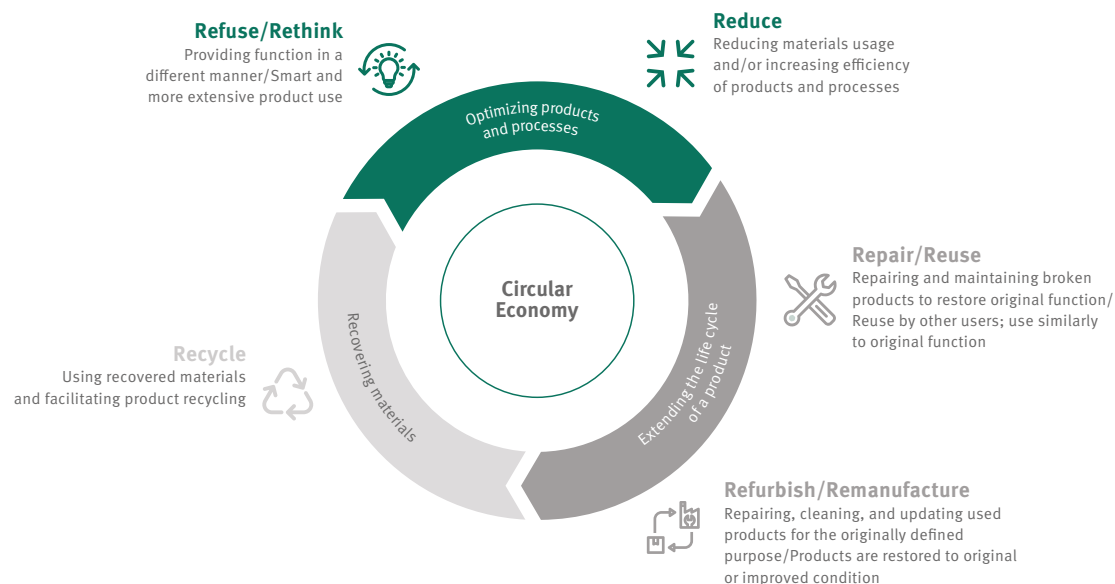 Refuse/Rethink
Providing function in a
different manner/Smart and
more extensive product use
Reduce
Reducing materials usage
and/or increasing efficiency
of products and processes
Optimizing products
and processes
Circular
Economy
Repair/Reuse
Repairing and maintaining broken
products to restore original function/
Reuse by other users; use similarly
to original function
Extending the life cycle
of a product
Recycle
Using recovered materials
and facilitating product recycling
Recovering materials
Refurbish/Remanufacture
Repairing, cleaning, and updating used
products for the originally defined
purpose/Products are restored to original
or improved condition